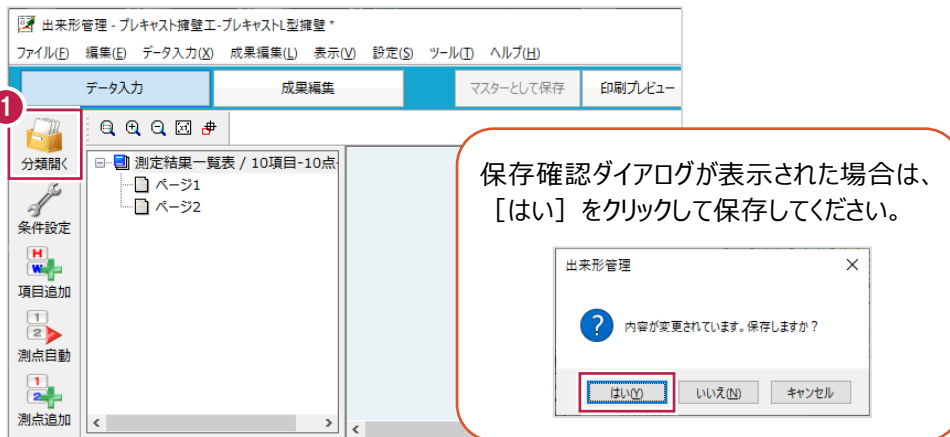 出来形管理 - プレキャスト擁壁工-プレキャストL型擁壁 *
ファイル(F) 編集(E) データ入力(X) 成果編集(L) 表示(V) 設定(S) ツール(T) ヘルプ(H)
データ入力 成果編集 マスターとして保存 印刷プレビュー
1
分類開く
測定結果一覧表 / 10項目-10点
ページ1
ページ2
条件設定
項目追加
測点自動
測点追加
保存確認ダイアログが表示された場合は、
［はい］をクリックして保存してください。
出来形管理
内容が変更されています。保存しますか？
はい(Y) いいえ(N) キャンセル